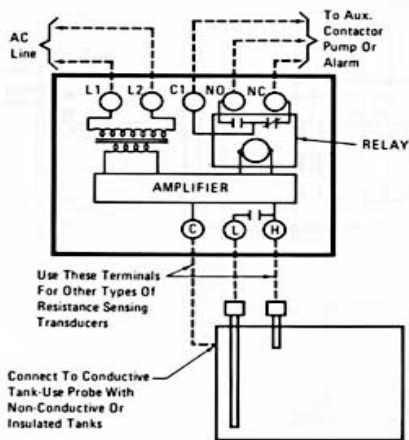 AC
Line
To Aux.
Contactor
Pump Or
Alarm
L1 L2 C1 NO NC
RELAY
AMPLIFIER
C L H
Use These Terminals
For Other Types Of
Resistance Sensing
Transducers
Connect To Conductive
Tank-Use Probe With
Non-Conductive Or
Insulated Tanks